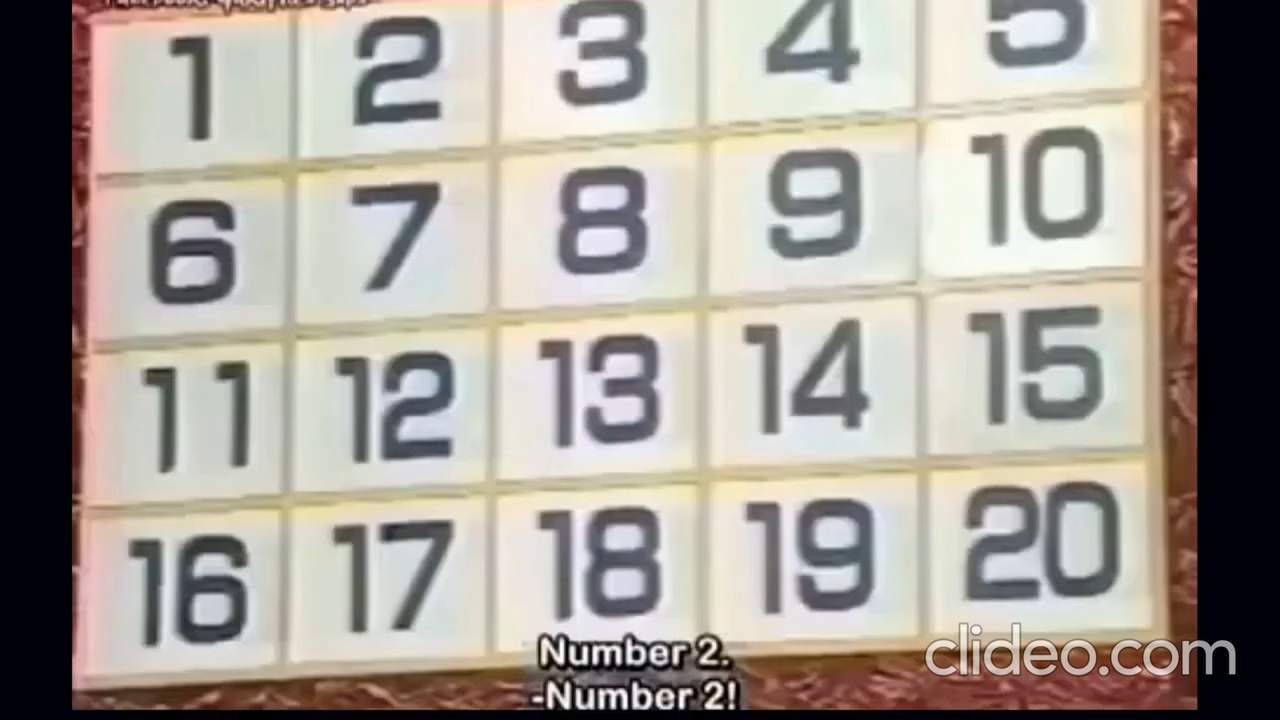 1 2 3 4 5
6 7 8 9 10
11 12 13 14 15
16 17 18 19 20
Number 2.
-Number 2!
clideo.com